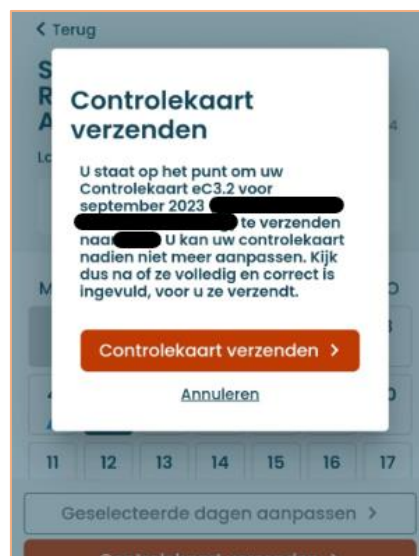 Terug
S
R
A
4
Lo
Controlekaart
verzenden
U staat op het punt om uw
Controlekaart eC3.2 voor
september 2023
te verzenden
naar U kan uw controlekaart
nadien niet meer aanpassen. Kijk
dus na of ze volledig en correct is
ingevuld, voor u ze verzendt.
M
O
Controlekaart verzenden
Annuleren
11 12 13 14 15 16 17
Geselecteerde dagen aanpassen